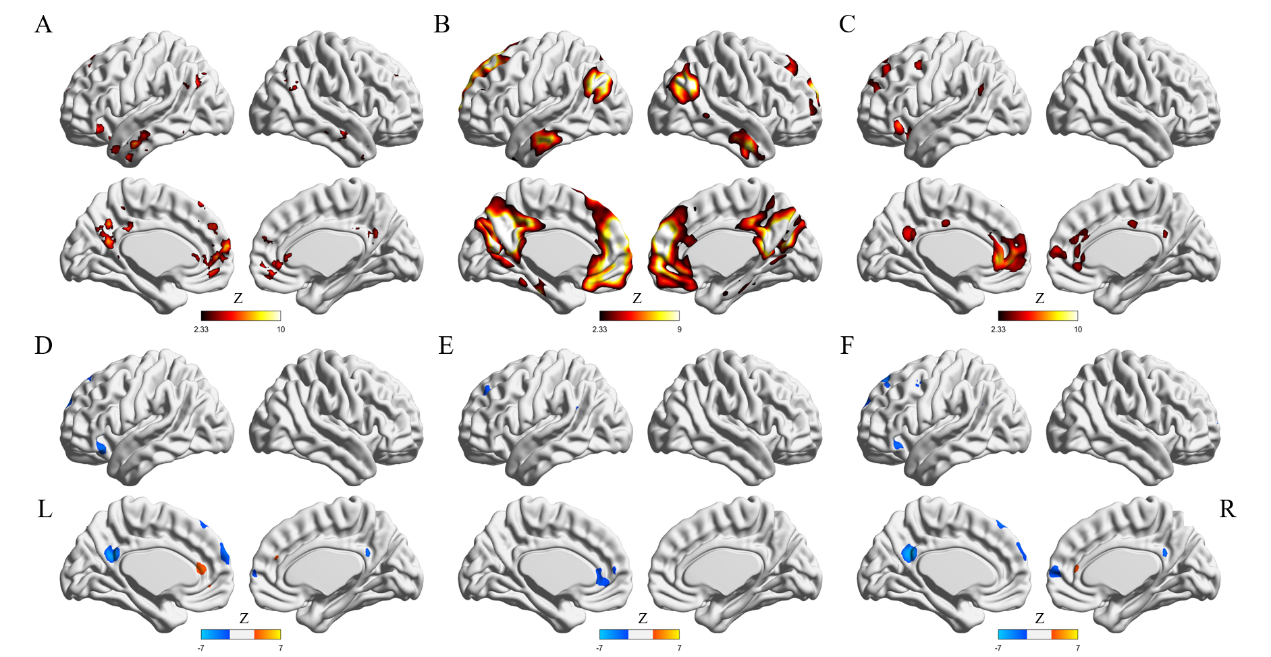 A B C
Z Z Z
2.33 10 2.33 9 2.33 10
D E F
L R
Z Z Z
-7 7 -7 7 -7 7